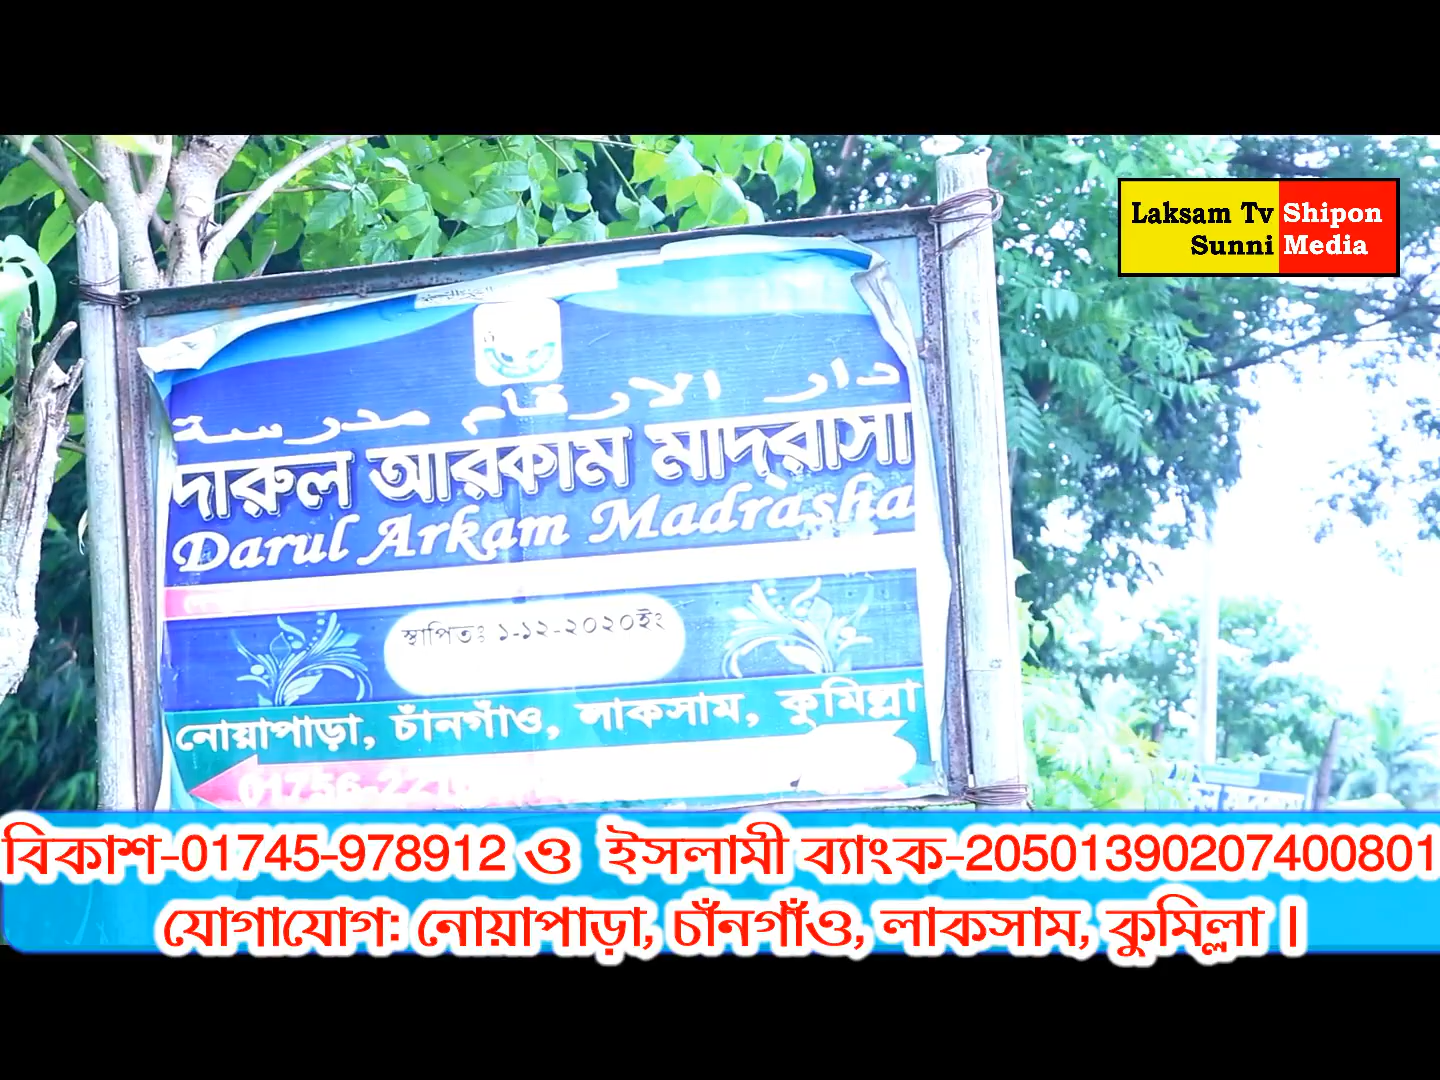 Laksam Tv Shipon
Sunni Media
دار الارقام مدرسة
দারুল আরকাম মাদ্রাসা
Darul Arkam Madrasha
স্থাপিতঃ ১-১২-২০২০ইং
নোয়াপাড়া, চাঁনগাঁও, লাকসাম, কুমিল্লা
বিকাশ-01745-978912 ও ইসলামী ব্যাংক-20501390207400801
যোগাযোগ: নোয়াপাড়া, চাঁনগাঁও, লাকসাম, কুমিল্লা।